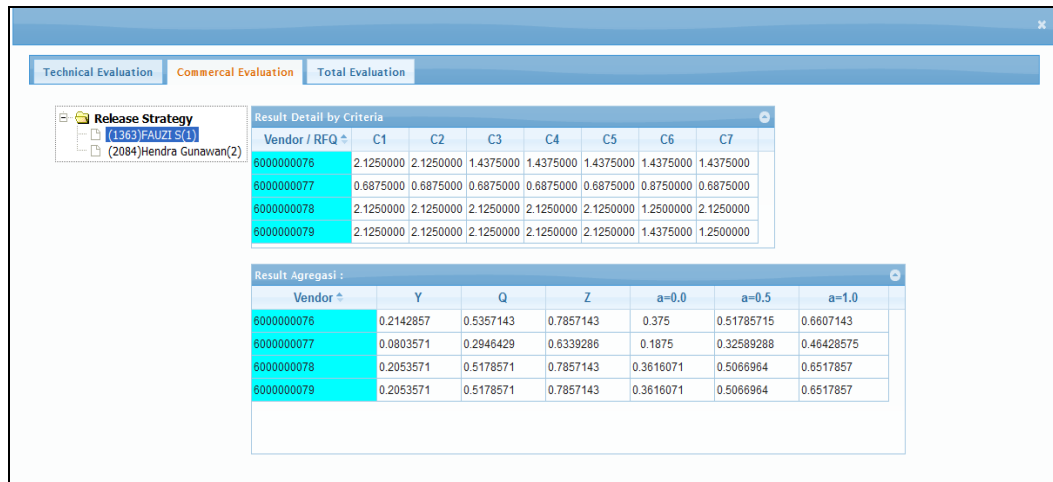 x
Technical Evaluation Commercal Evaluation Total Evaluation
Release Strategy
(1363)FAUZI S(1)
(2084)Hendra Gunawan(2)
Result Detail by Criteria
Vendor / RFQ C1 C2 C3 C4 C5 C6 C7
6000000076 2.1250000 2.1250000 1.4375000 1.4375000 1.4375000 1.4375000 1.4375000
6000000077 0.6875000 0.6875000 0.6875000 0.6875000 0.6875000 0.8750000 0.6875000
6000000078 2.1250000 2.1250000 2.1250000 2.1250000 2.1250000 1.2500000 2.1250000
6000000079 2.1250000 2.1250000 2.1250000 2.1250000 2.1250000 1.4375000 1.2500000
Result Agregasi :
Vendor Y Q Z a=0.0 a=0.5 a=1.0
6000000076 0.2142857 0.5357143 0.7857143 0.375 0.51785715 0.6607143
6000000077 0.0803571 0.2946429 0.6339286 0.1875 0.32589288 0.46428575
6000000078 0.2053571 0.5178571 0.7857143 0.3616071 0.5066964 0.6517857
6000000079 0.2053571 0.5178571 0.7857143 0.3616071 0.5066964 0.6517857